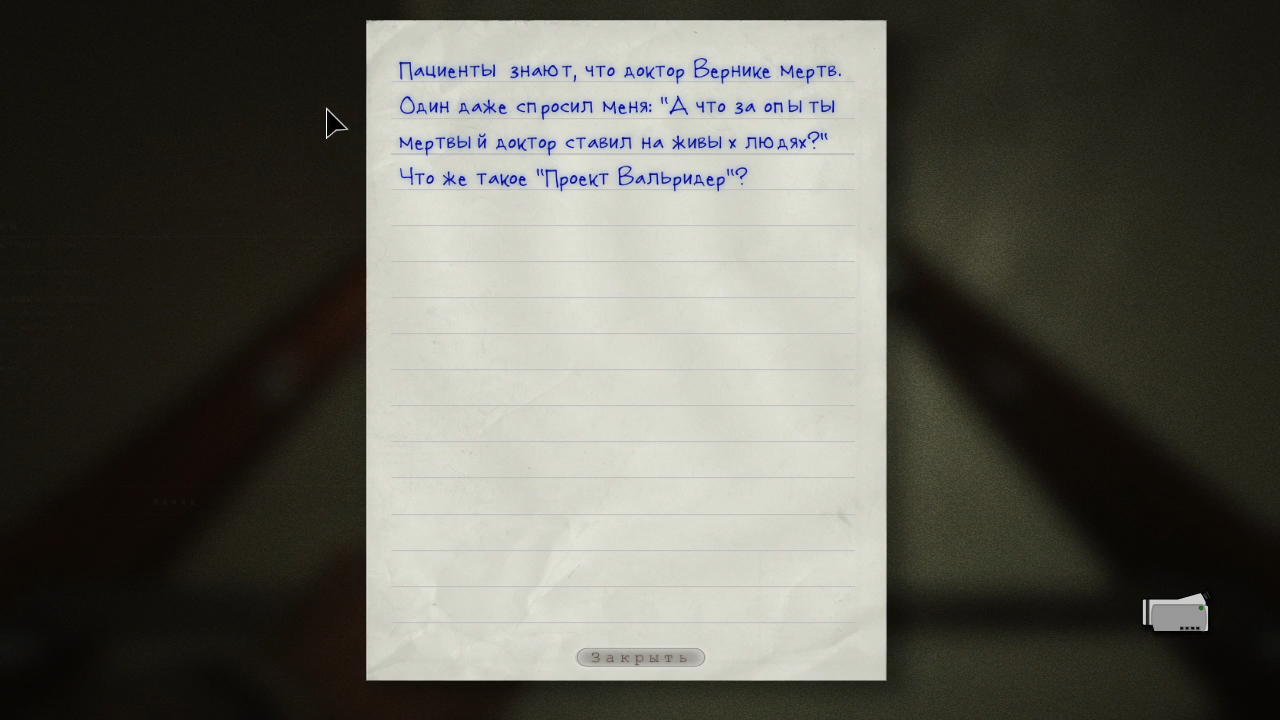 Пациенты знают, что доктор Вернике мертв.
Один даже спросил меня: "А что за опыты
мертвый доктор ставил на живых людях?"
Что же такое "Проект Вальридер"?
Закрыть